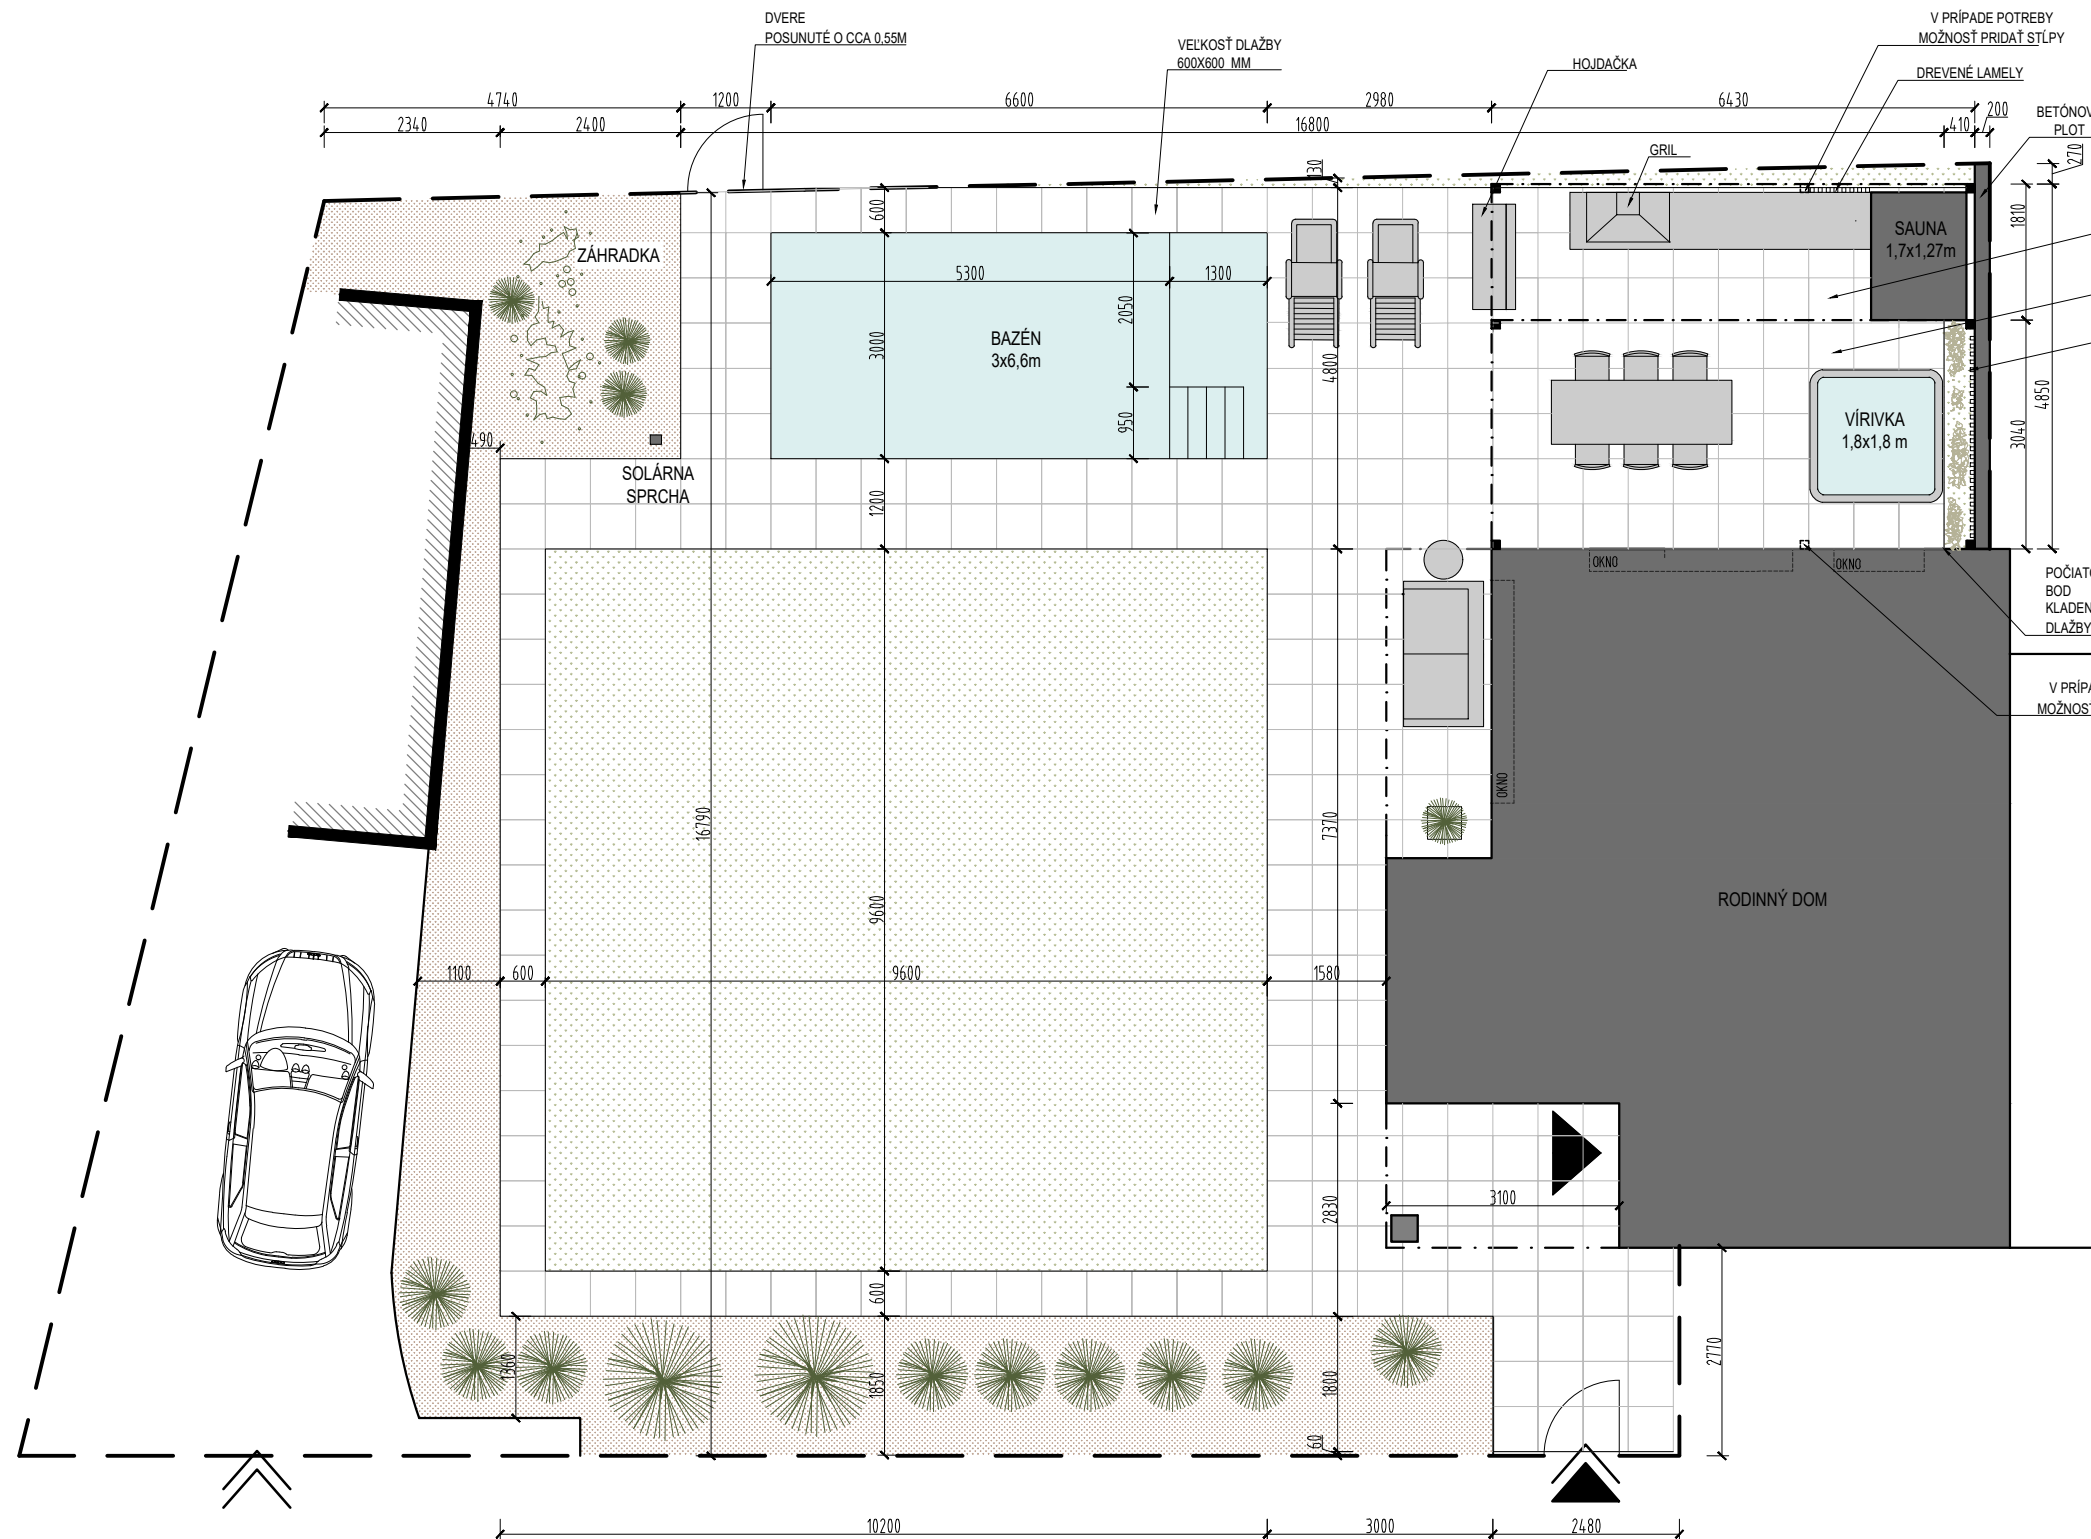 DVERE
POSUNUTÉ O CCA 0,55M
VEĽKOSŤ DLAŽBY
600X600 MM
HOJDAČKA
V PRÍPADE POTREBY
MOŽNOSŤ PRIDAŤ STĹPY
DREVENÉ LAMELY
BETÓNOV
PLOT
4740
1200
6600
2980
6430
200
2340
2400
16800
410
270
130
GRIL
600
1810
ZÁHRADKA
SAUNA
1,7x1,27m
5300
1300
2050
BAZÉN
3x6,6m
3000
4800
4850
950
VÍRIVKA
1,8x1,8 m
3040
490
SOLÁRNA
SPRCHA
1200
OKNO
OKNO
POČIATO
BOD
KLADEN
DLAŽBY
V PRÍPA
MOŽNOSŤ
OKNO
16790
7370
9600
RODINNÝ DOM
1100
600
9600
1580
3100
2830
600
1360
1850
1800
2770
60
10200
3000
2480